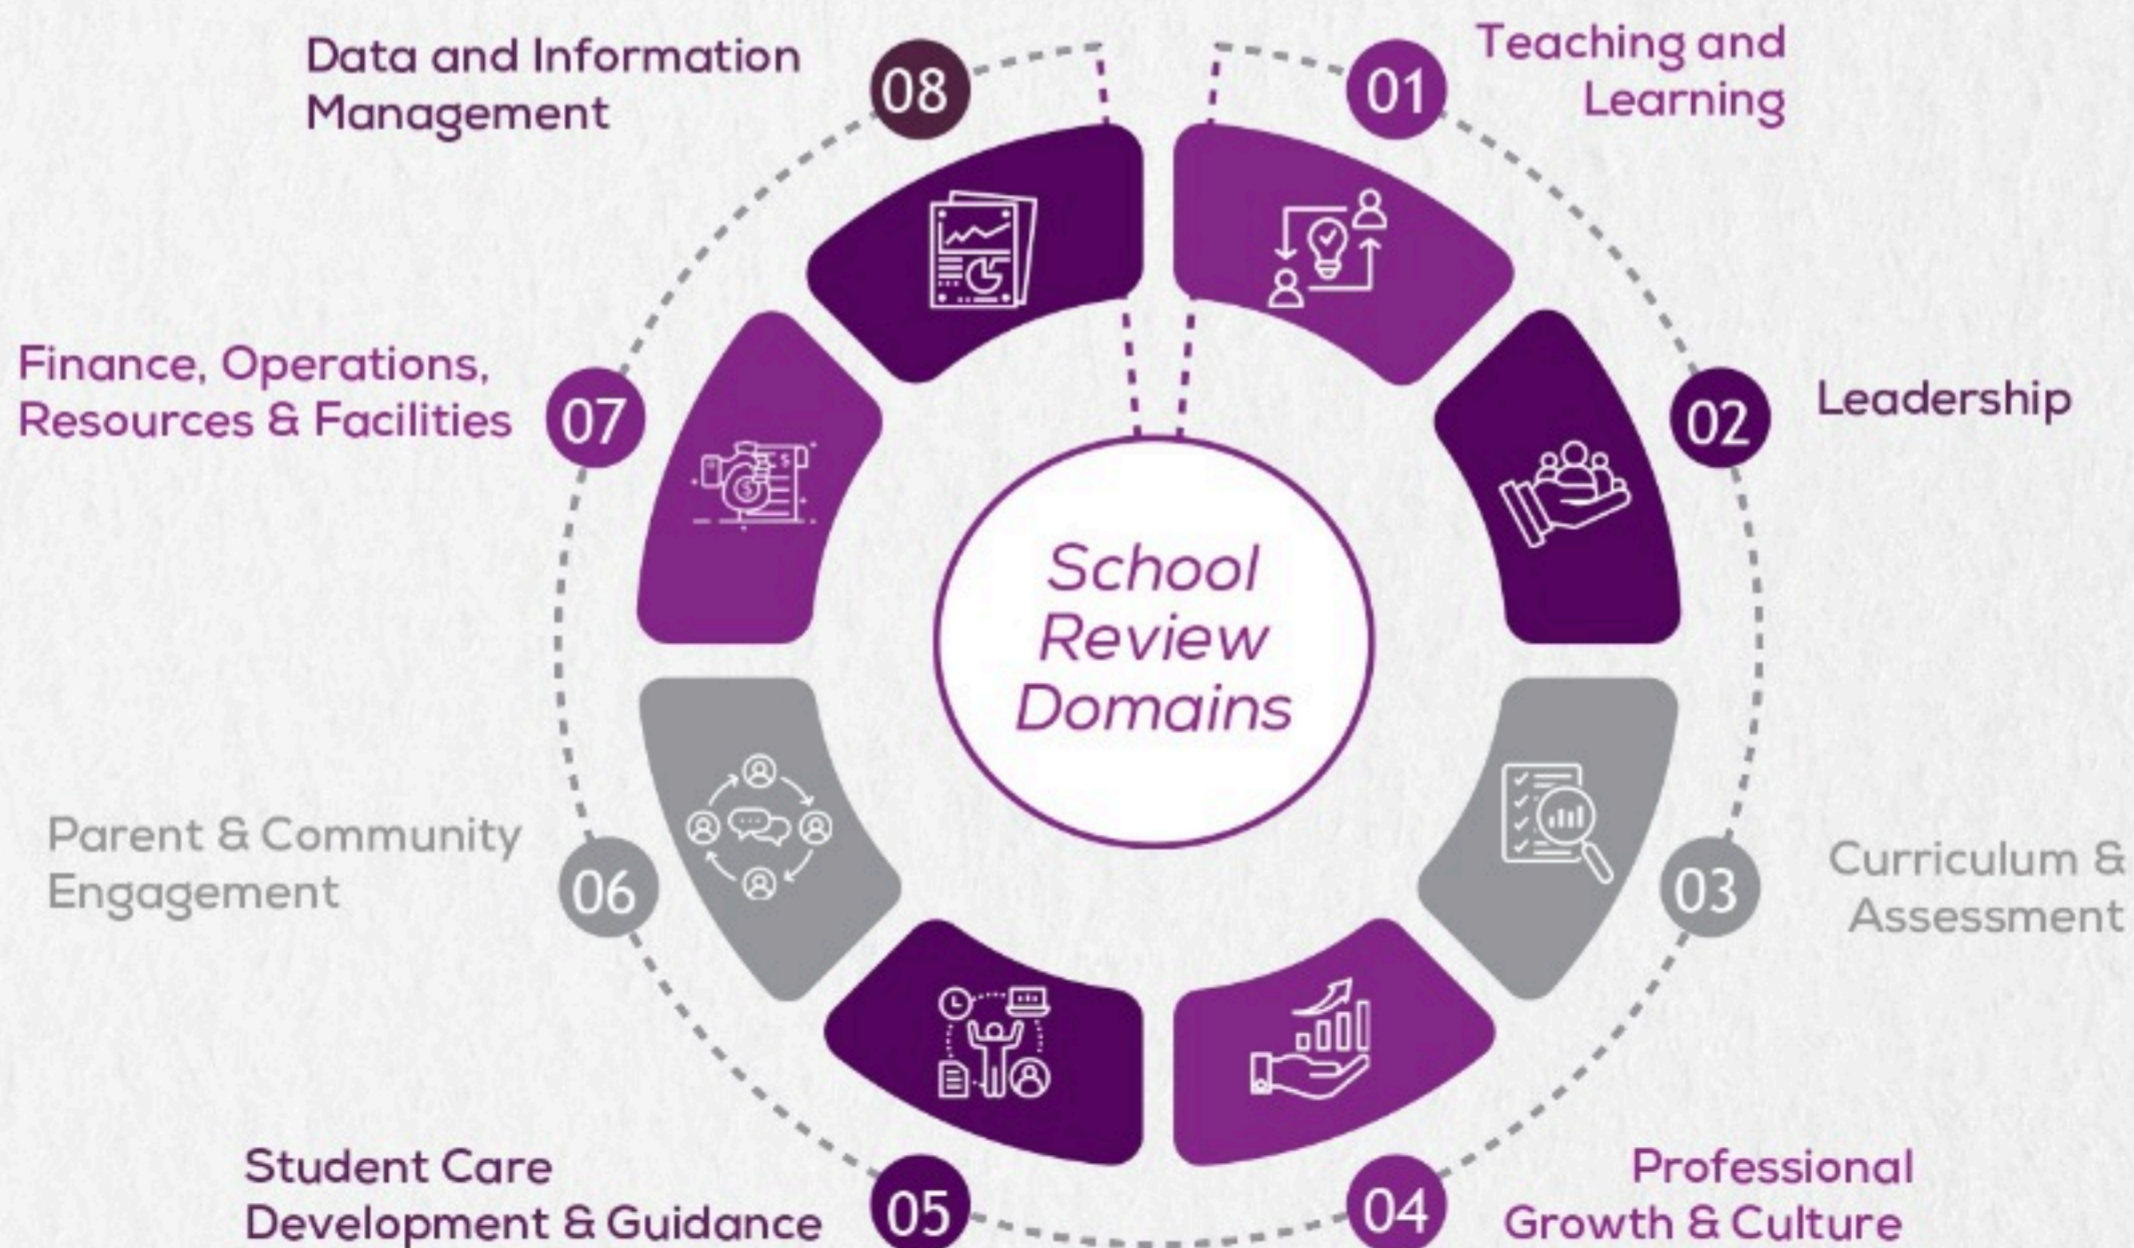 School
Review
Domains
01
Teaching and
Learning
02
Leadership
03
Curriculum &
Assessment
04
Professional
Growth & Culture
05
Student Care
Development & Guidance
06
Parent & Community
Engagement
07
Finance, Operations,
Resources & Facilities
08
Data and Information
Management